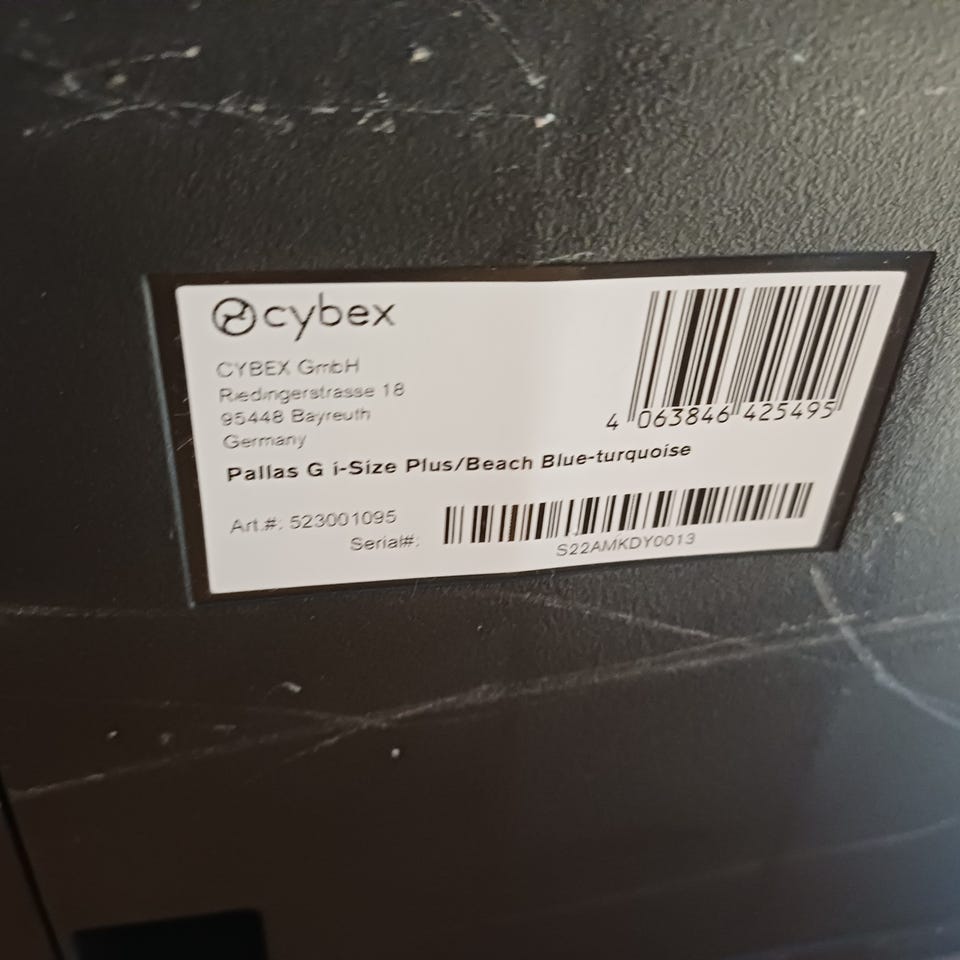 cybex
CYBEX GmbH
Riedingerstrasse 18
95448 Bayreuth
Germany
4 063846 425495
Pallas G i-Size Plus/Beach Blue-turquoise
Art.#: 523001095
Serial#:
S22AMKDY0013